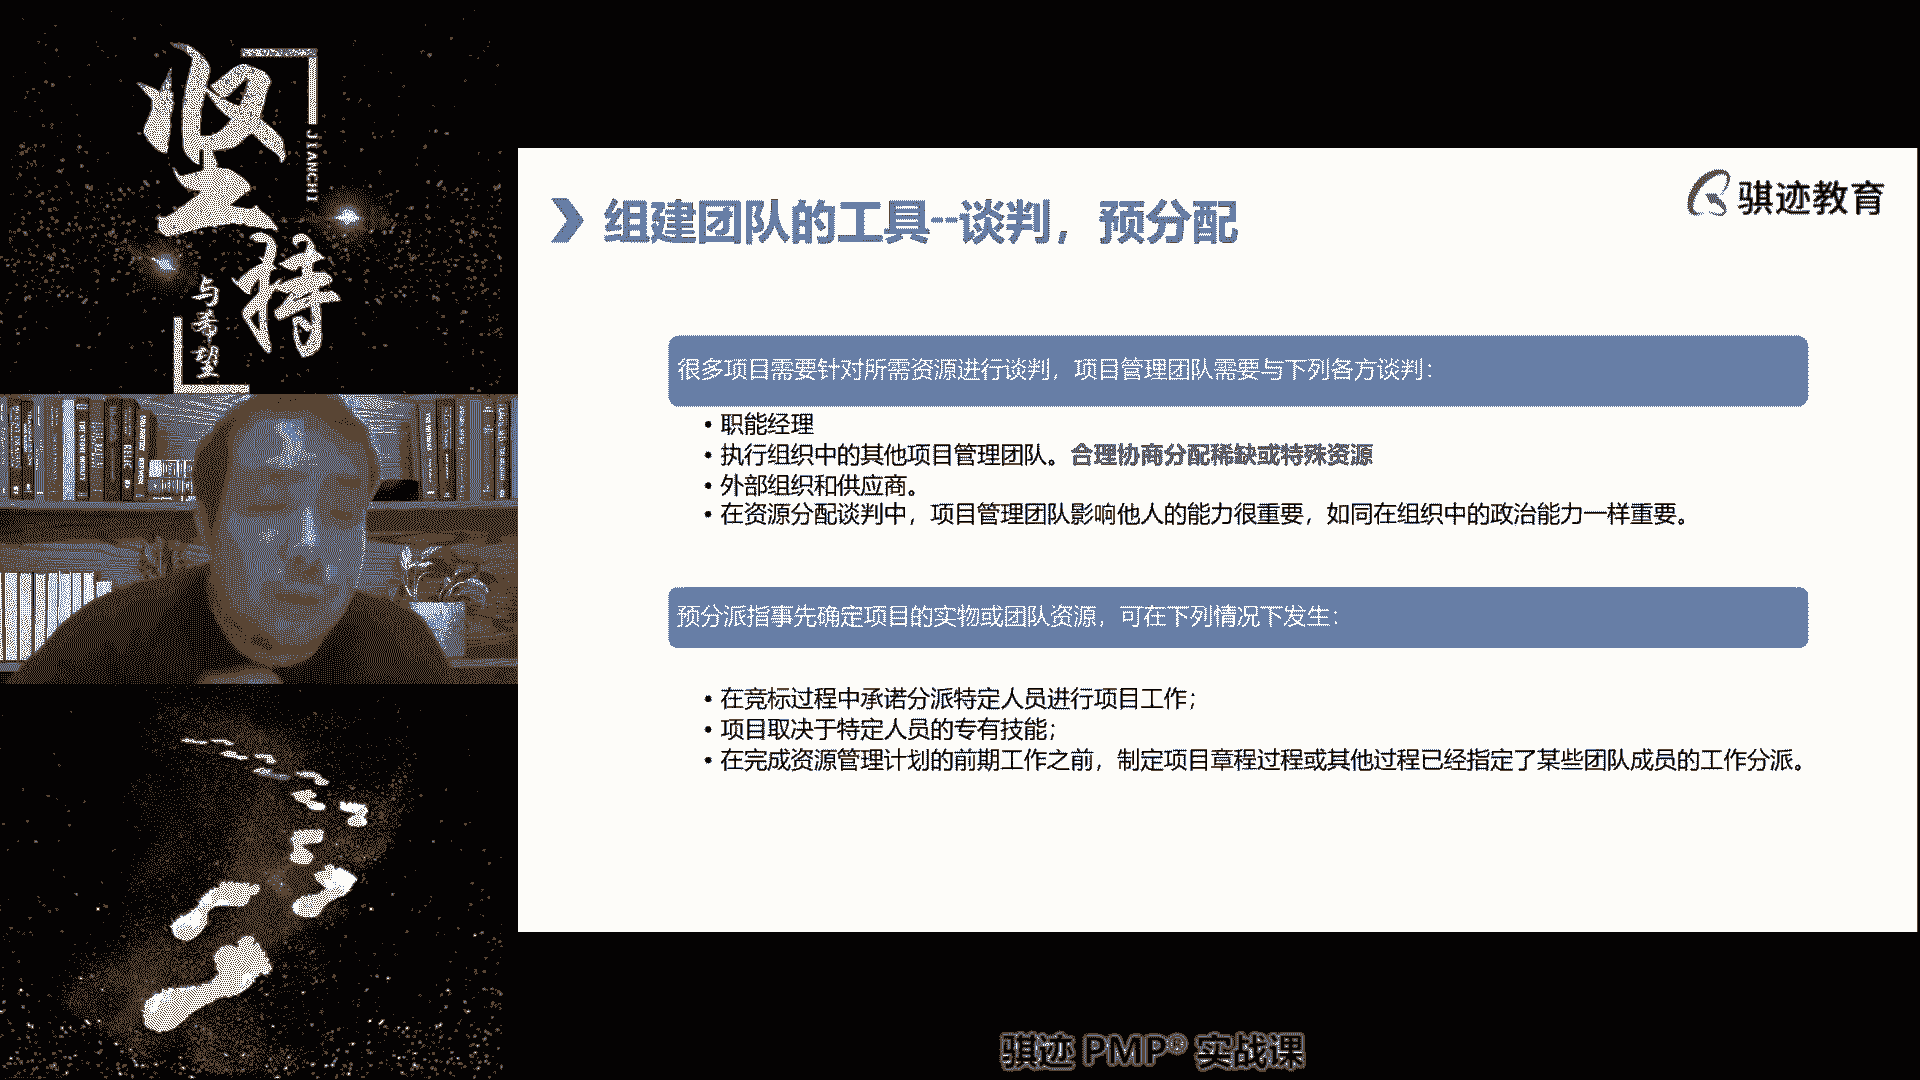 坚持
JIANCHI
与希望
骐迹教育
组建团队的工具--谈判，预分配
很多项目需要针对所需资源进行谈判，项目管理团队需要与下列各方谈判：
• 职能经理
• 执行组织中的其他项目管理团队。合理协商分配稀缺或特殊资源
• 外部组织和供应商。
• 在资源分配谈判中，项目管理团队影响他人的能力很重要，如同在组织中的政治能力一样重要。
预分派指事先确定项目的实物或团队资源，可在下列情况下发生：
• 在竞标过程中承诺分派特定人员进行项目工作；
• 项目取决于特定人员的专有技能；
• 在完成资源管理计划的前期工作之前，制定项目章程过程或其他过程已经指定了某些团队成员的工作分派。
骐迹 PMP® 实战课